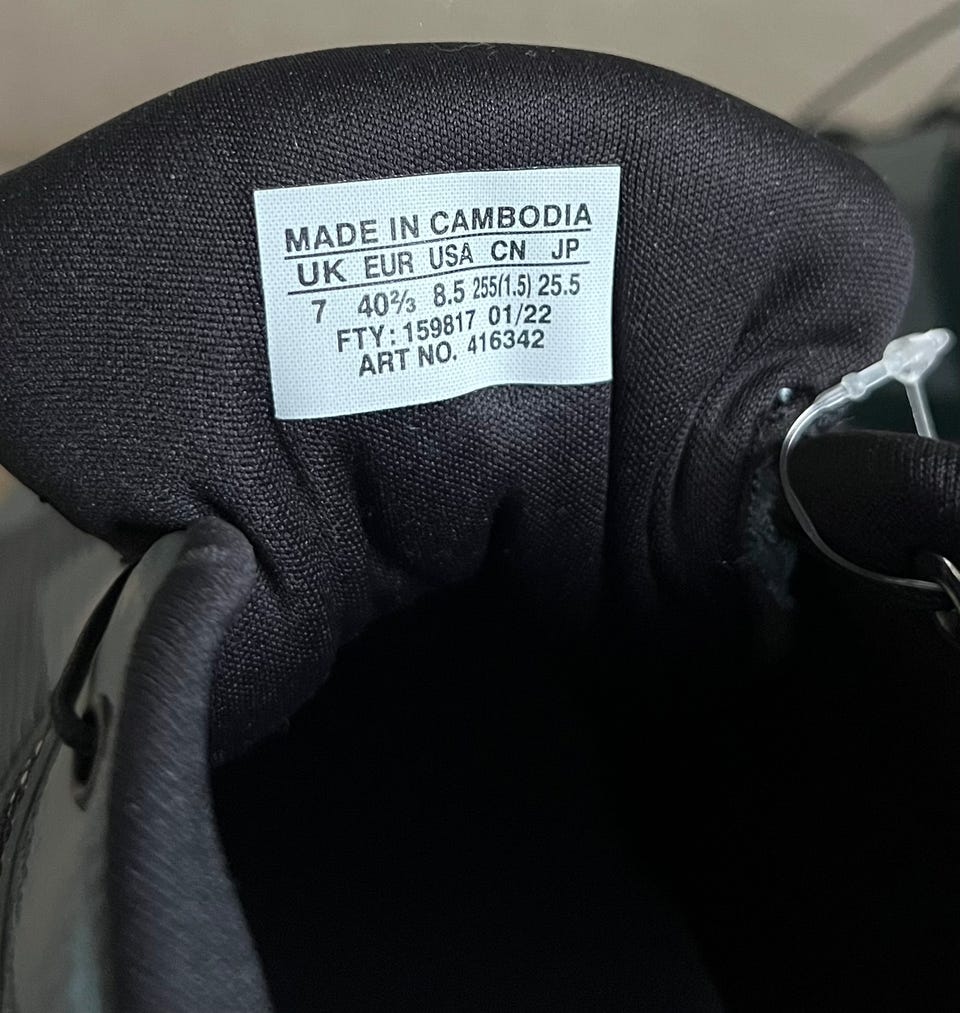 MADE IN CAMBODIA
UK EUR USA CN JP
7 40⅔ 8.5 255(1.5) 25.5
FTY: 159817 01/22
ART NO. 416342